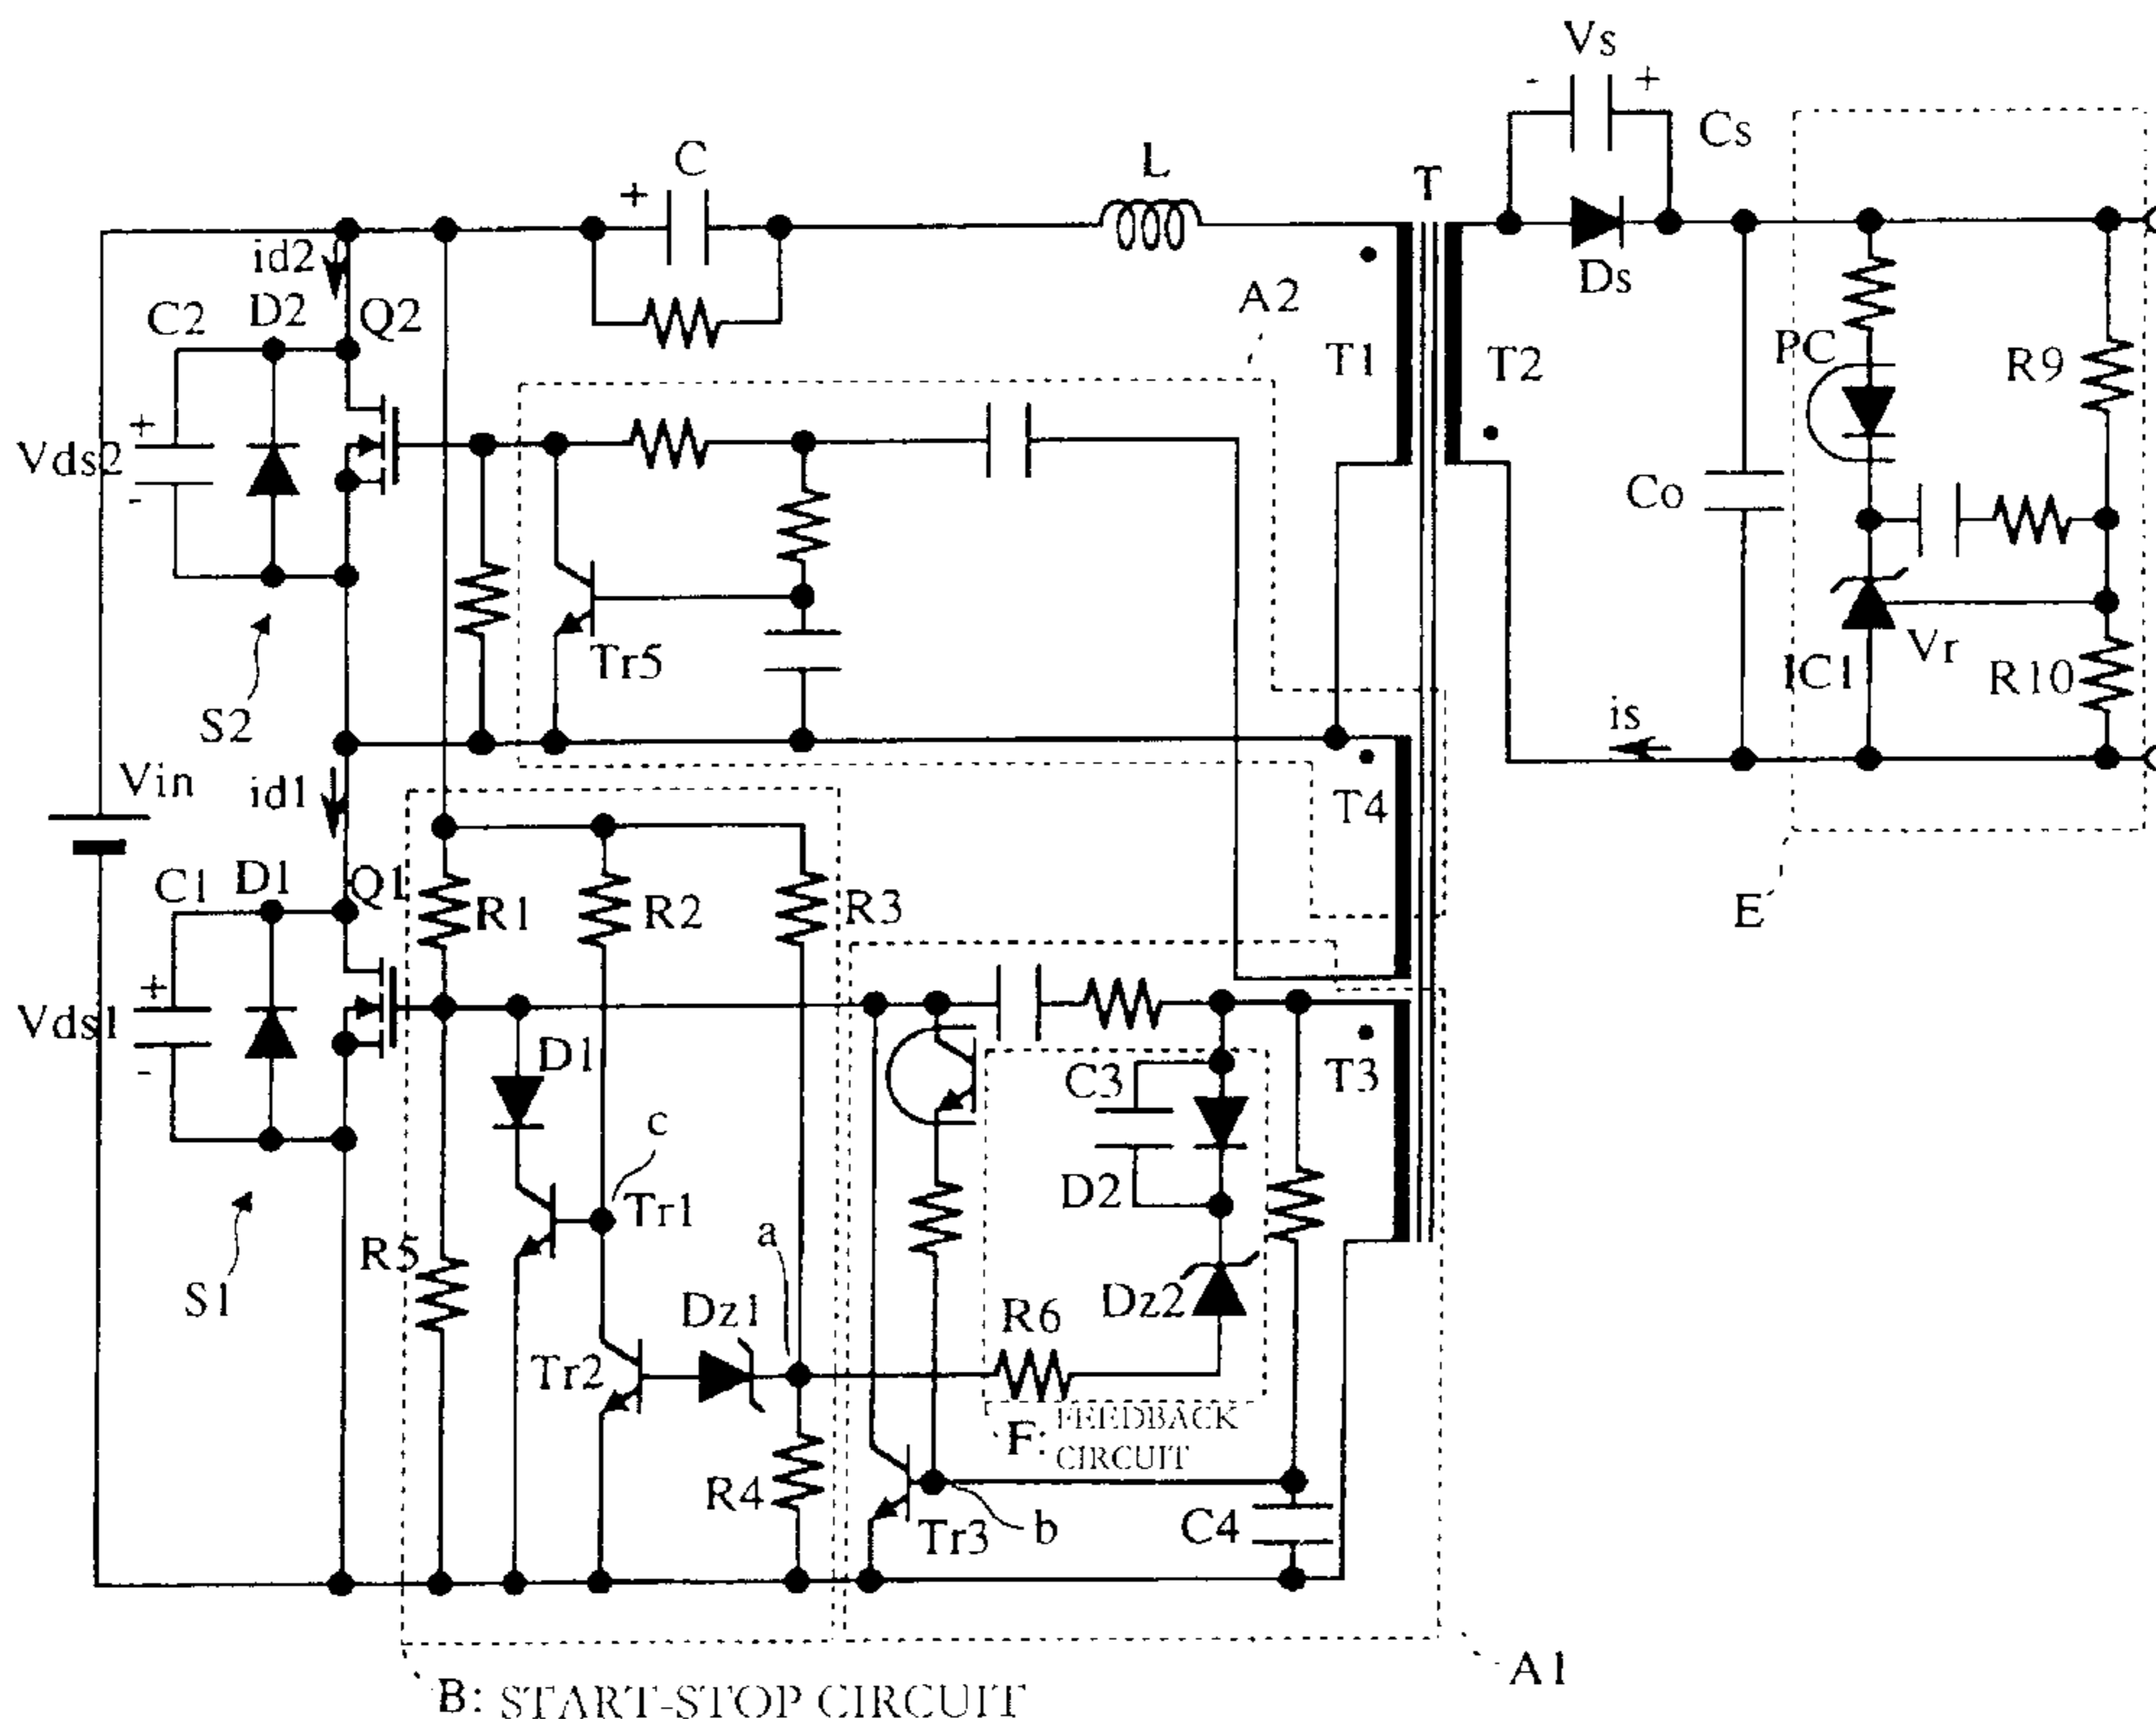 Vs
- +
Cs
C
+
L
T
id2
D2
Q2
C2
Ds
A2
T1
T2
PC
R9
+
Vds2
-
Co
Tr5
Vr
IC1
R10
S2
is
Vin
id1
T4
C1
D1
Q1
R1
R2
R3
E
+
Vds1
-
D1
C3
T3
c
D2
Tr1
a
R5
S1
Dz1
Dz2
R6
Tr2
F: FEEDBACK
CIRCUIT
R4
Tr3
b
C4
A1
B: START-STOP CIRCUIT